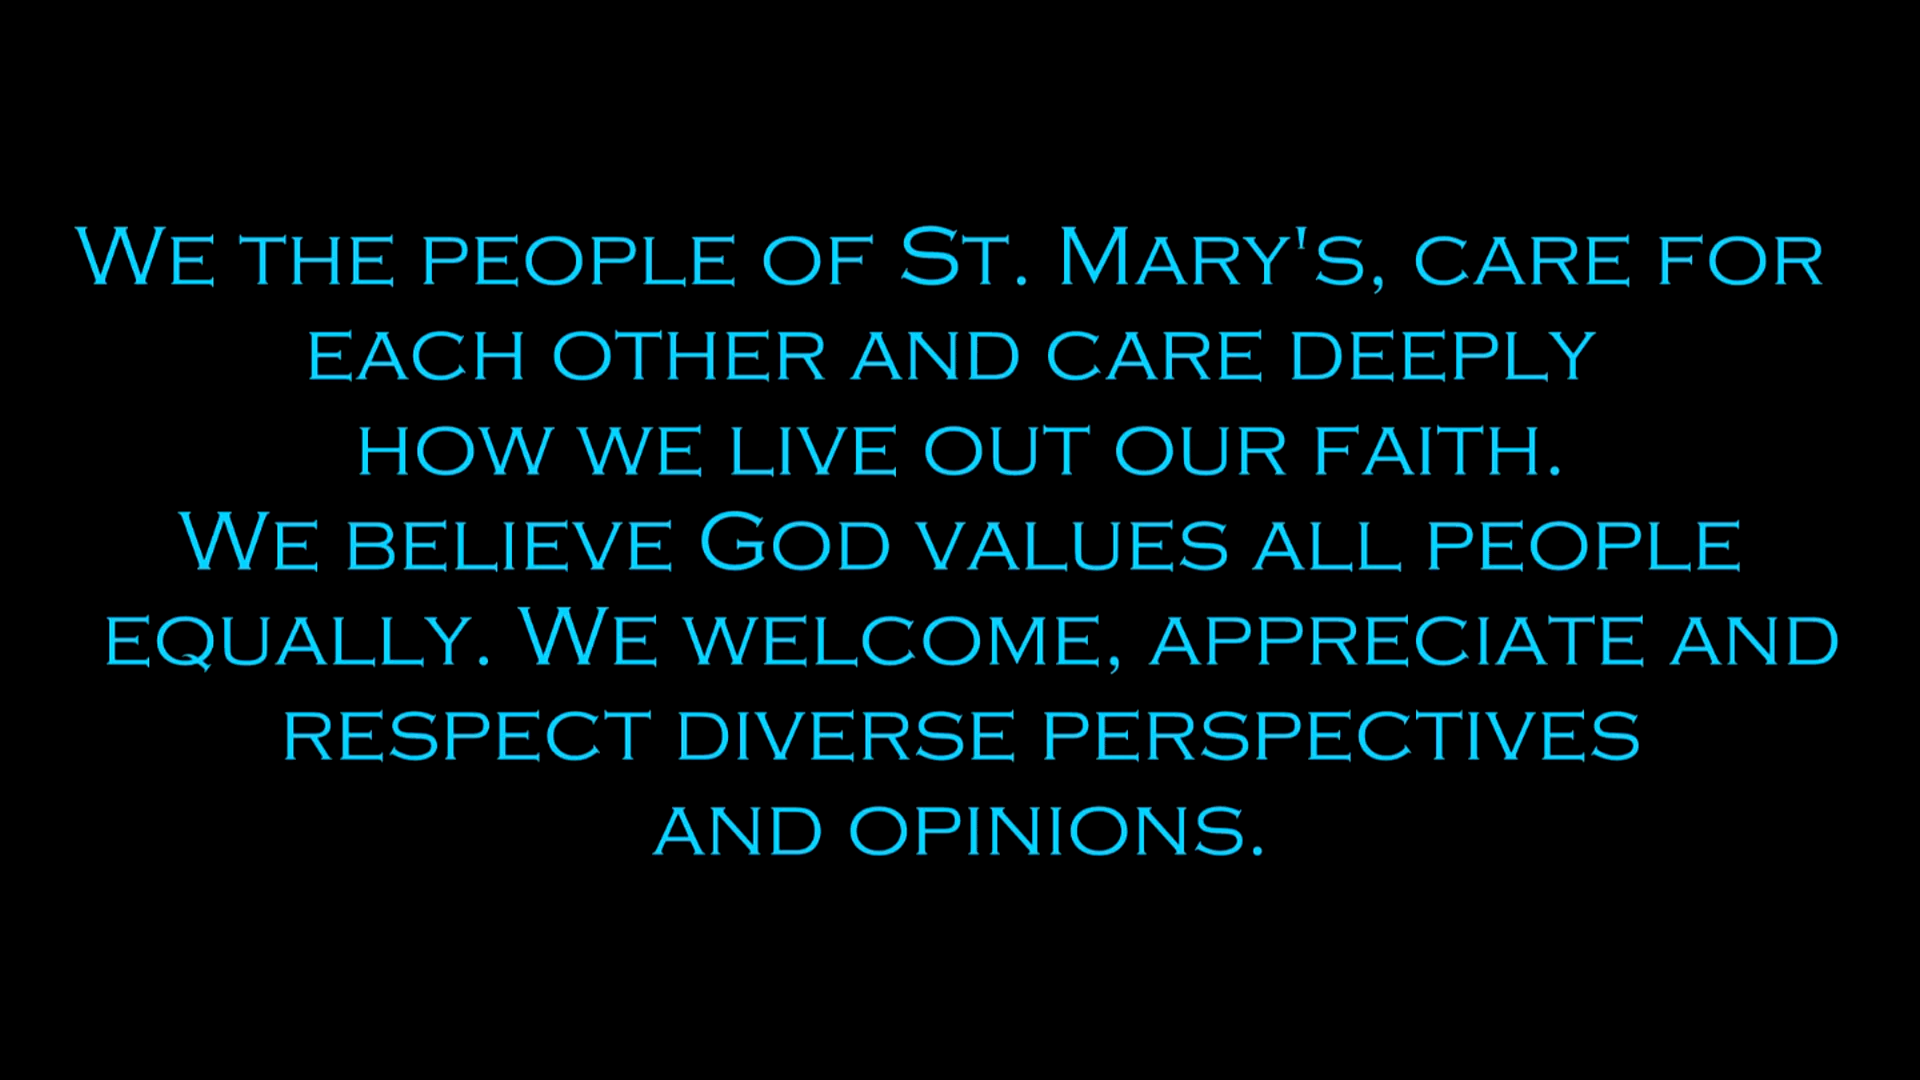 We the people of St. Mary's, care for
each other and care deeply
how we live out our faith.
We believe God values all people
equally. We welcome, appreciate and
respect diverse perspectives
and opinions.